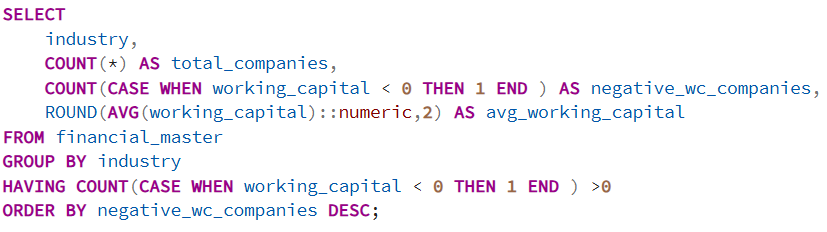 SELECT
    industry,
    COUNT(*) AS total_companies,
    COUNT(CASE WHEN working_capital < 0 THEN 1 END ) AS negative_wc_companies,
    ROUND(AVG(working_capital)::numeric,2) AS avg_working_capital
FROM financial_master
GROUP BY industry
HAVING COUNT(CASE WHEN working_capital < 0 THEN 1 END ) >0
ORDER BY negative_wc_companies DESC;